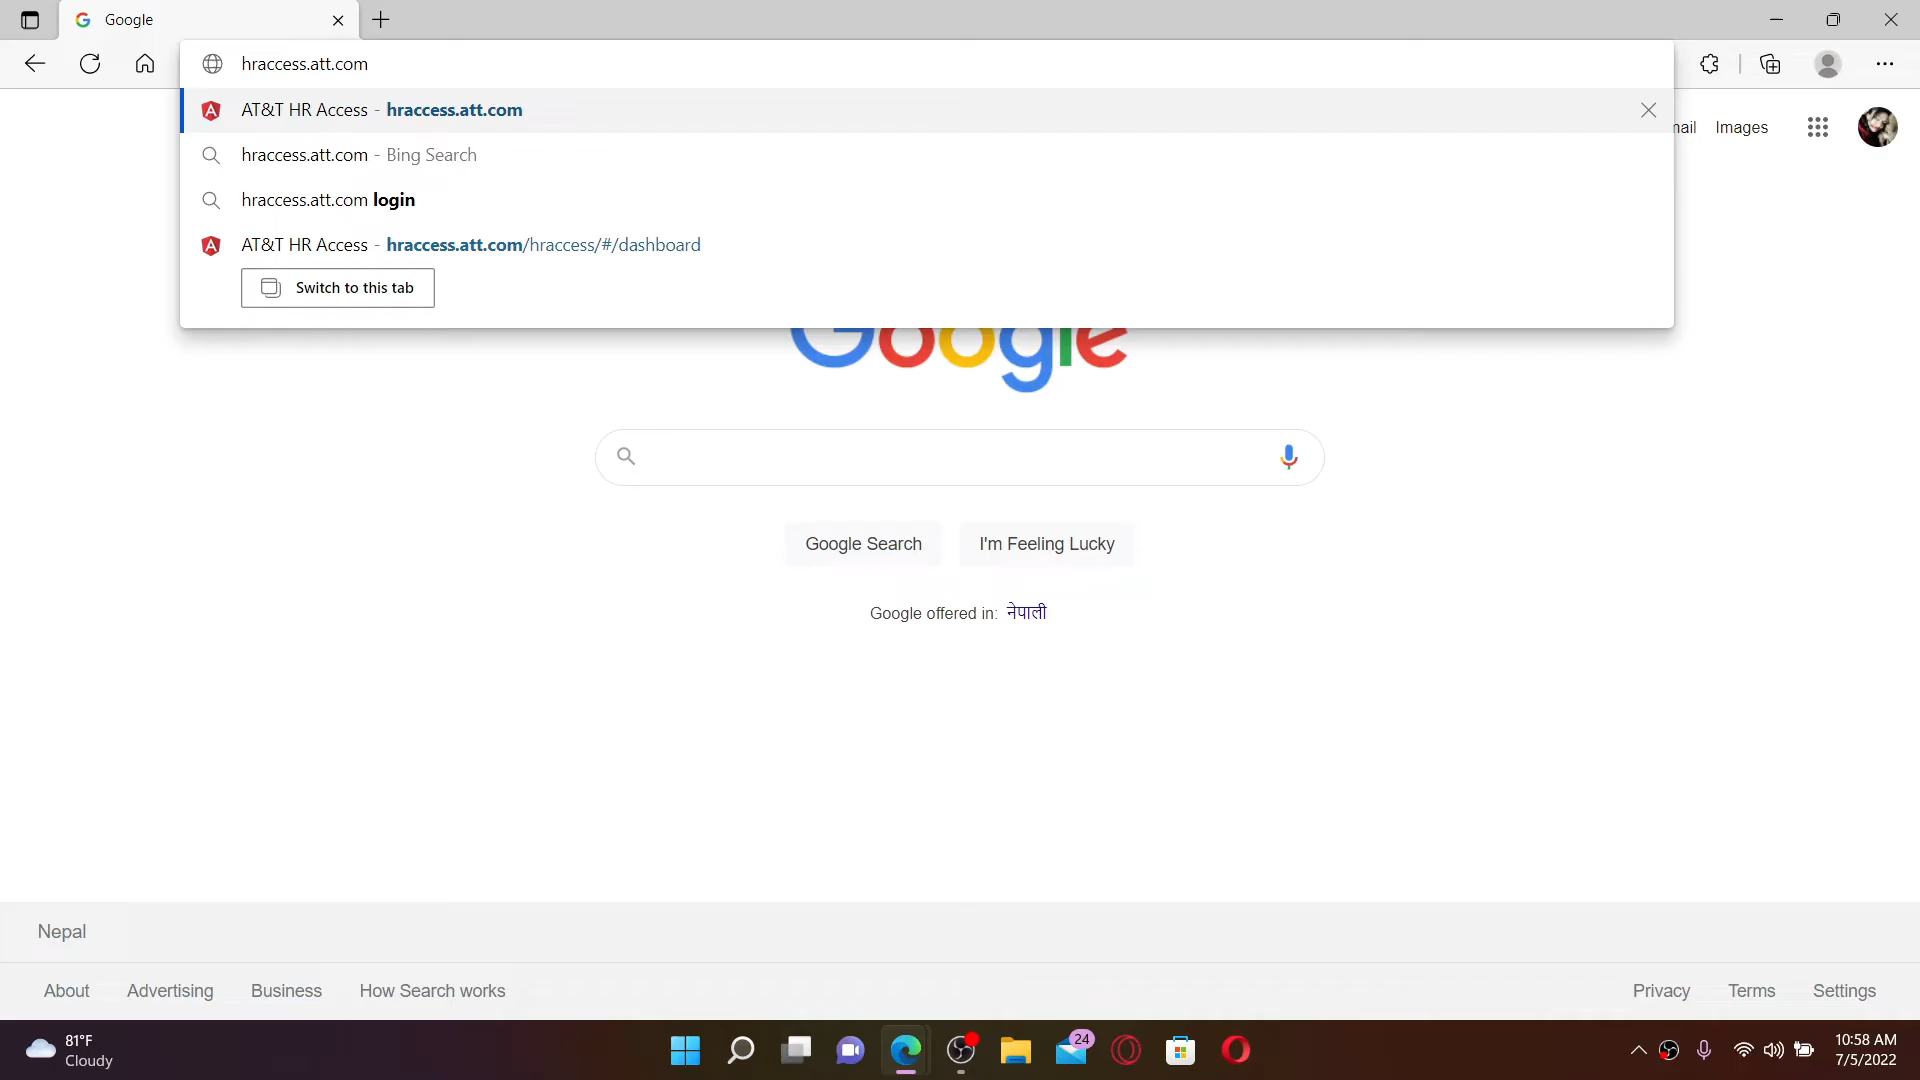 Google
hraccess.att.com
AT&T HR Access - hraccess.att.com
hraccess.att.com - Bing Search
hraccess.att.com login
AT&T HR Access - hraccess.att.com/hraccess/#/dashboard
Switch to this tab
Images
Google
Google Search
I'm Feeling Lucky
Google offered in: नेपाली
Nepal
About
Advertising
Business
How Search works
Privacy
Terms
Settings
81°F
Cloudy
24
10:58 AM
7/5/2022